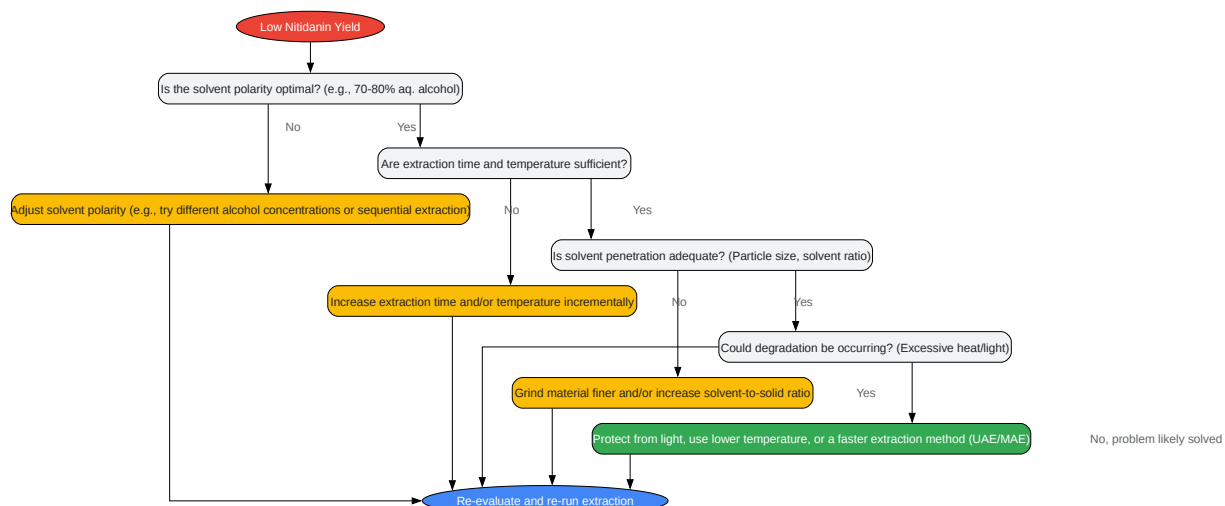 Low Nitidanin Yield
Is the solvent polarity optimal? (e.g., 70-80% aq. alcohol)
No
Yes
Are extraction time and temperature sufficient?
Adjust solvent polarity (e.g., try different alcohol concentrations or sequential extraction)
No
Yes
Is solvent penetration adequate? (Particle size, solvent ratio)
Increase extraction time and/or temperature incrementally
No
Yes
Could degradation be occurring? (Excessive heat/light)
Grind material finer and/or increase solvent-to-solid ratio
Yes
Protect from light, use lower temperature, or a faster extraction method (UAE/MAE)
No, problem likely solved
Re-evaluate and re-run extraction